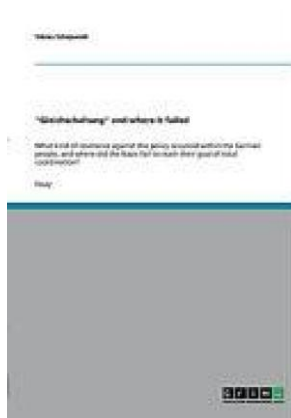 "Gleichschaltung" and where it failed
What kind of resistance against this policy occurred within the German
people, and where did the Nazis fail to reach their goal of total
coordination?
Essay
GRIN